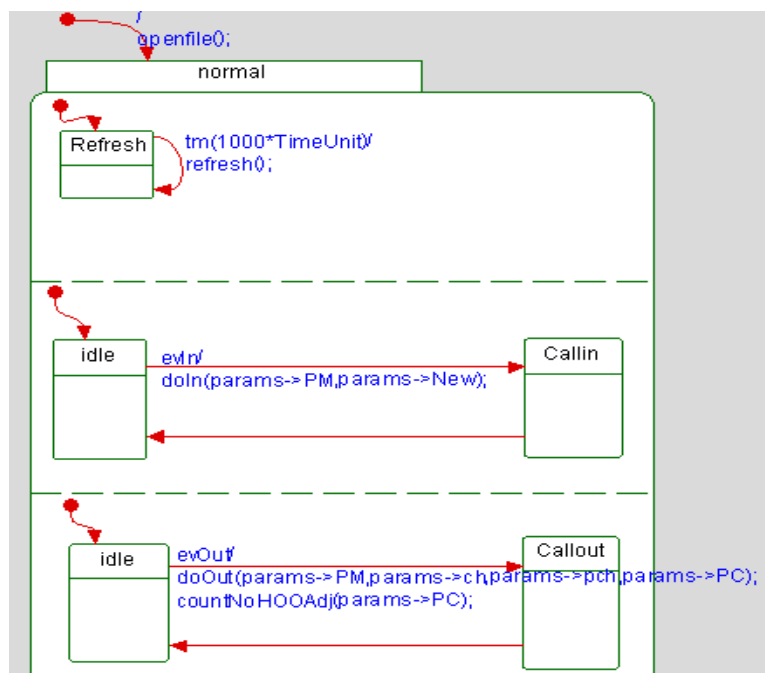 /
openfile();
normal
Refresh
tm(1000*TimeUnit)/
refresh();
idle
evIn/
doIn(params->PM,params->New);
Callin
idle
evOut/
doOut(params->PM,params->ch,params->pch,params->PC);
countNoHOOAdj(params->PC);
Callout